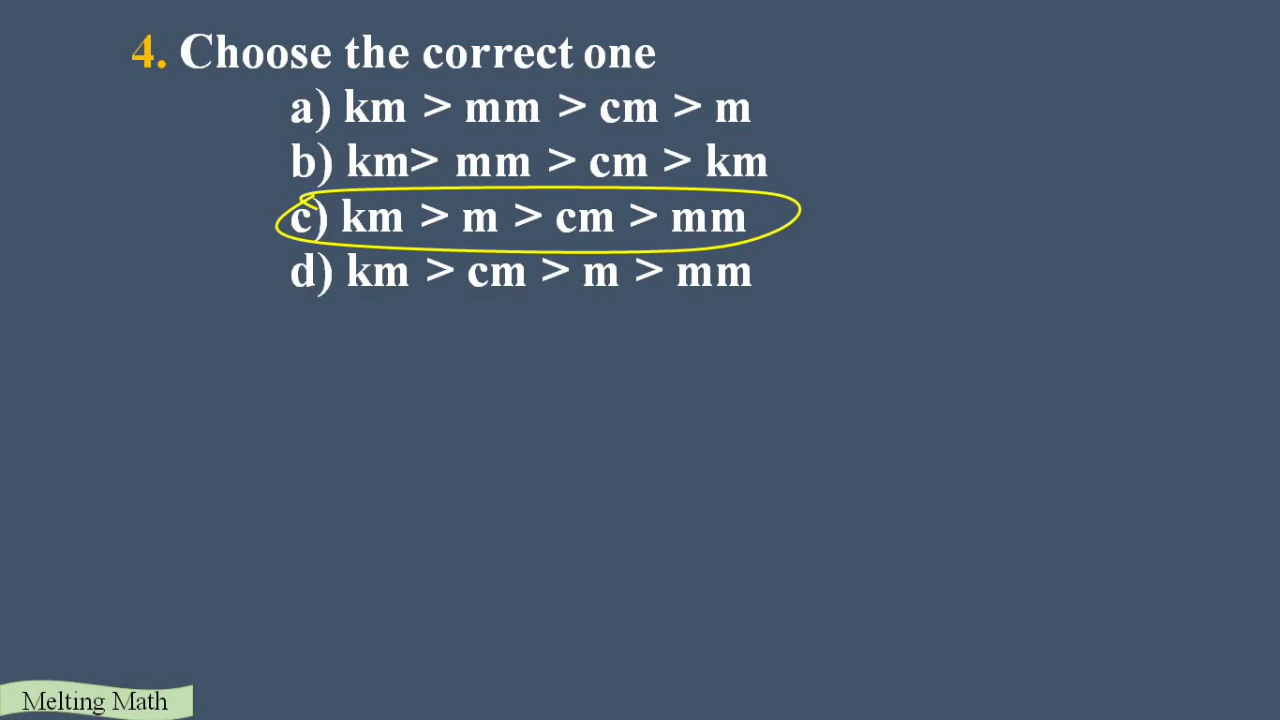 4. Choose the correct one
a) km > mm > cm > m
b) km> mm > cm > km
c) km > m > cm > mm
d) km > cm > m > mm
Melting Math